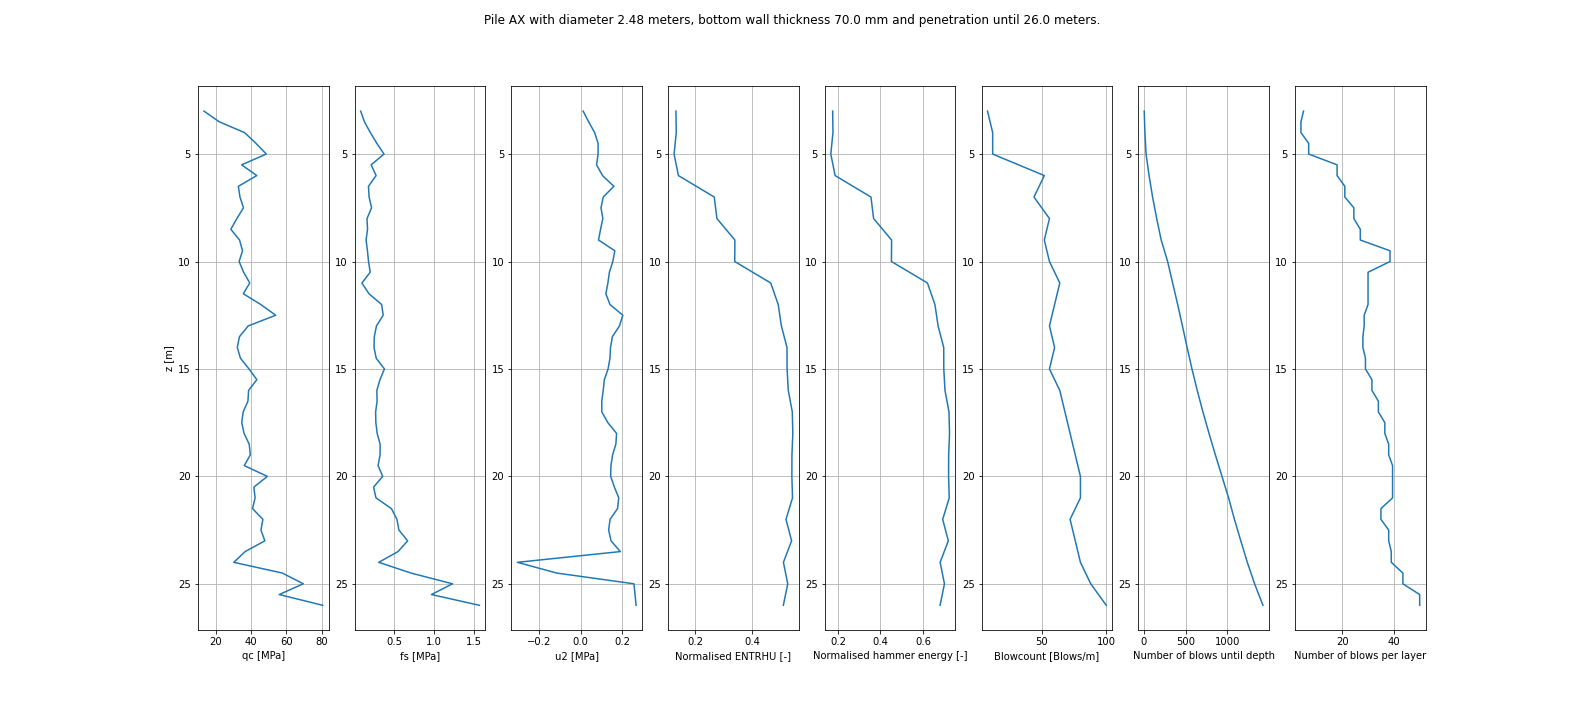 Pile AX with diameter 2.48 meters, bottom wall thickness 70.0 mm and penetration until 26.0 meters.
z [m]
5
10
15
20
25
20 40 60 80
qc [MPa]
5
10
15
20
25
0.5 1.0 1.5
fs [MPa]
5
10
15
20
25
−0.2 0.0 0.2
u2 [MPa]
5
10
15
20
25
0.2 0.4
Normalised ENTRHU [-]
5
10
15
20
25
0.2 0.4 0.6
Normalised hammer energy [-]
5
10
15
20
25
50 100
Blowcount [Blows/m]
5
10
15
20
25
0 500 1000
Number of blows until depth
5
10
15
20
25
20 40
Number of blows per layer